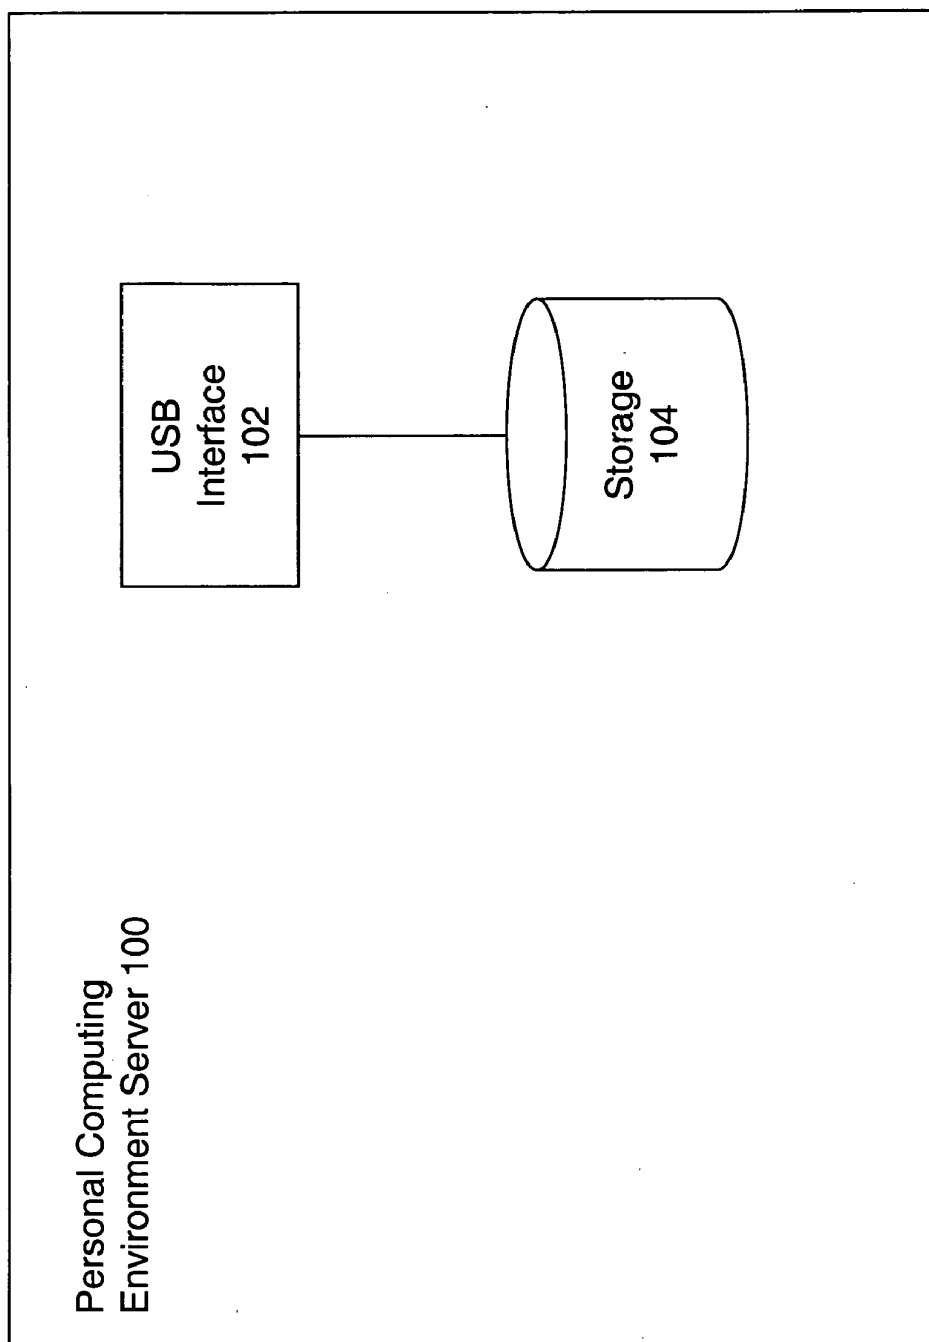 Personal Computing
Environment Server 100
USB
Interface
102
Storage
104